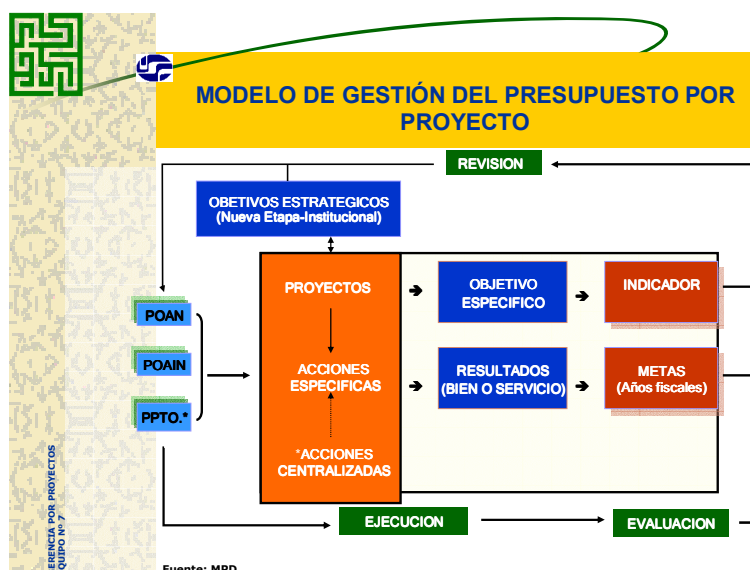 MODELO DE GESTIÓN DEL PRESUPUESTO POR
PROYECTO
REVISION
OBETIVOS ESTRATEGICOS
(Nueva Etapa-Institucional)
PROYECTOS
OBJETIVO
ESPECIFICO
INDICADOR
POAN
POAIN
PPTO.*
ACCIONES
ESPECIFICAS
RESULTADOS
(BIEN O SERVICIO)
METAS
(Años fiscales)
*ACCIONES
CENTRALIZADAS
EJECUCION
EVALUACION
ERENCIA POR PROYECTOS
QUIPO Nº 7
Fuente: MPD